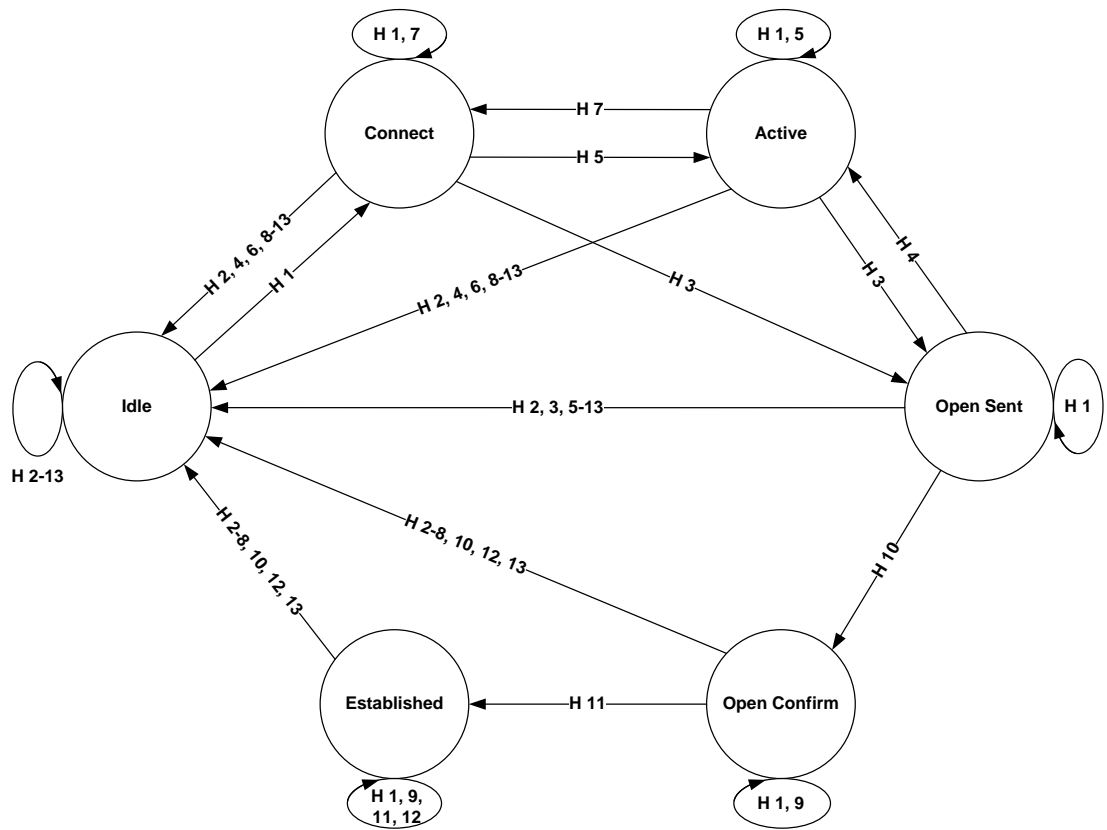 H 1, 7
H 1, 5
Connect
Active
H 7
H 5
H 2, 4, 6, 8-13
H 1
H 2, 4, 6, 8-13
H 3
H 3
H 4
Idle
H 2, 3, 5-13
Open Sent
H 1
H 2-13
H 2-8, 10, 12, 13
H 2-8, 10, 12, 13
H 10
Established
H 11
Open Confirm
H 1, 9,
11, 12
H 1, 9